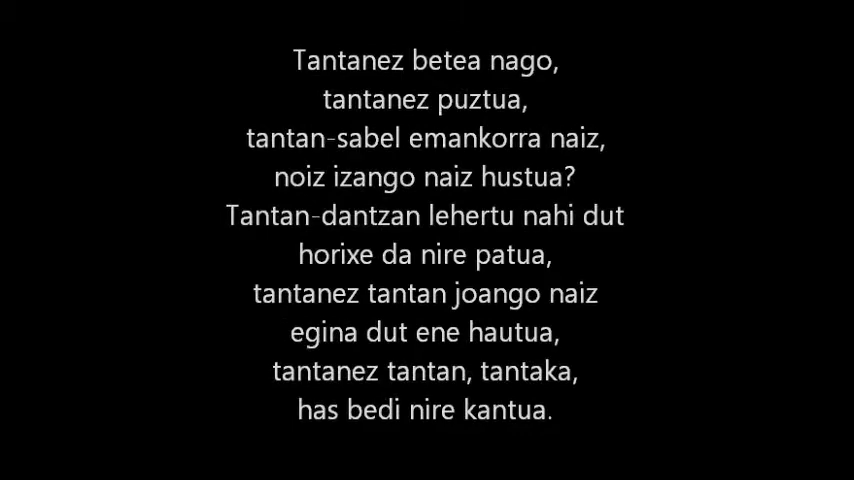 Tantanez betea nago,
tantanez puztua,
tantan-sabel emankorra naiz,
noiz izango naiz hustua?
Tantan-dantzan lehertu nahi dut
horixe da nire patua,
tantanez tantan joango naiz
egina dut ene hautua,
tantanez tantan, tantaka,
has bedi nire kantua.